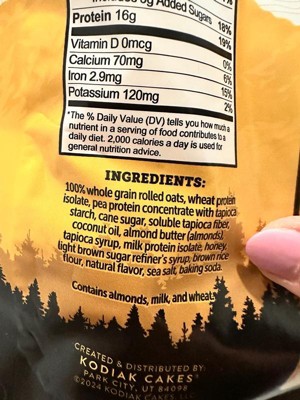 Added Sugars 18%
Protein 16g 19%
Vitamin D 0mcg 0%
Calcium 70mg 6%
Iron 2.9mg 15%
Potassium 120mg 2%
*The % Daily Value (DV) tells you how much a
nutrient in a serving of food contributes to a
daily diet. 2,000 calories a day is used for
general nutrition advice.
INGREDIENTS:
100% whole grain rolled oats, wheat protein
isolate, pea protein concentrate with tapioca
starch, cane sugar, soluble tapioca fiber,
coconut oil, almond butter (almonds),
tapioca syrup, milk protein isolate, honey,
light brown sugar refiner's syrup, brown rice
flour, natural flavor, sea salt, baking soda.
Contains almonds, milk, and wheat.
CREATED & DISTRIBUTED BY:
KODIAK CAKES®
PARK CITY, UT 84098
©2024 KODIAK CAKES